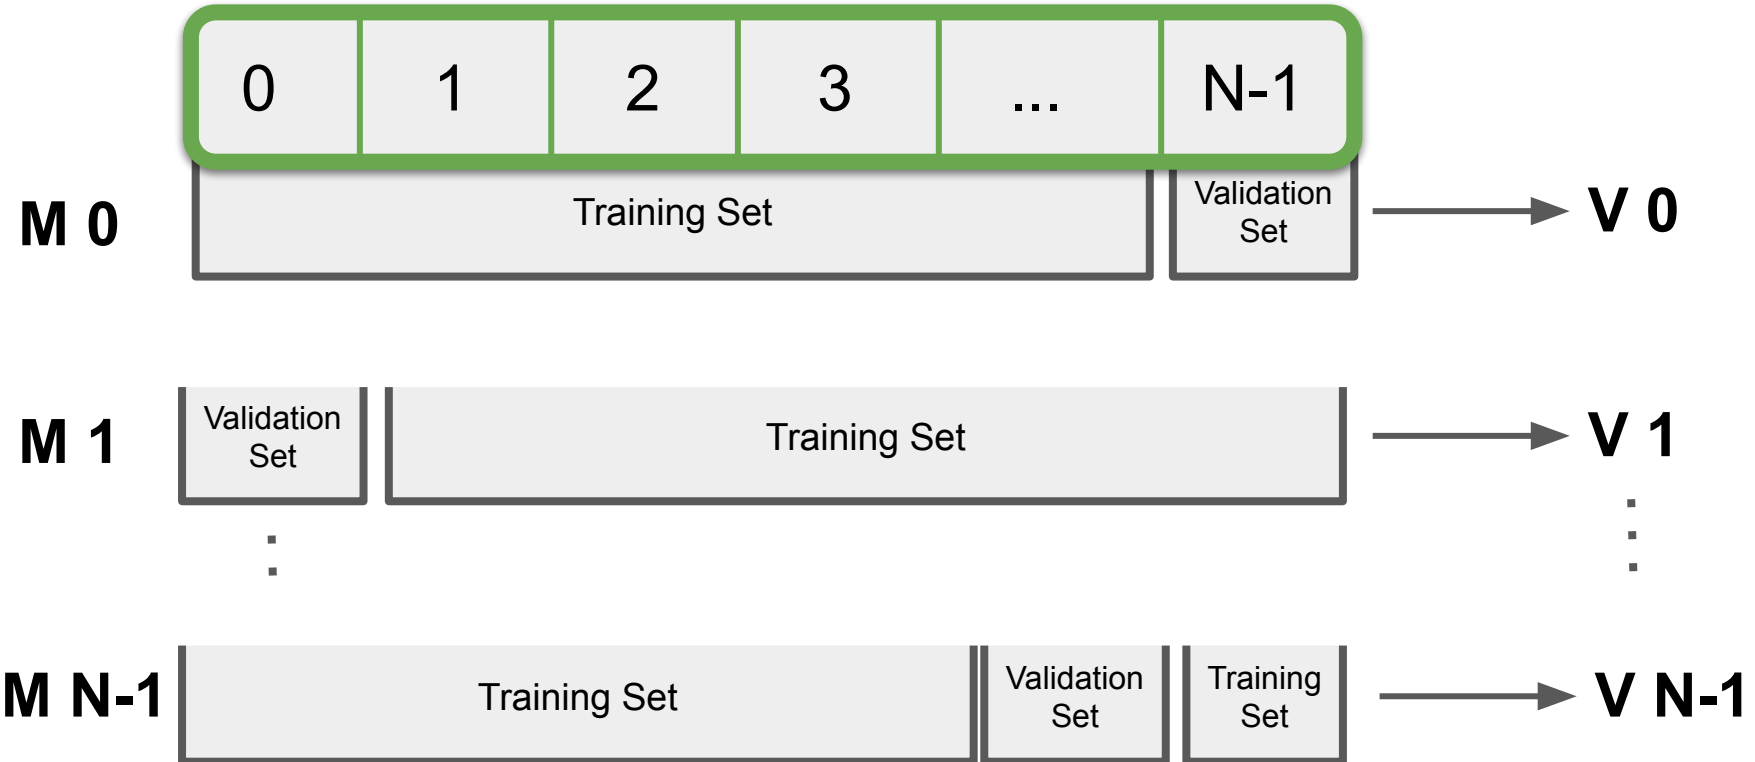 0 1 2 3 ... N-1
M 0 Training Set Validation Set V 0
M 1 Validation Set Training Set V 1
M N-1 Training Set Validation Set Training Set V N-1